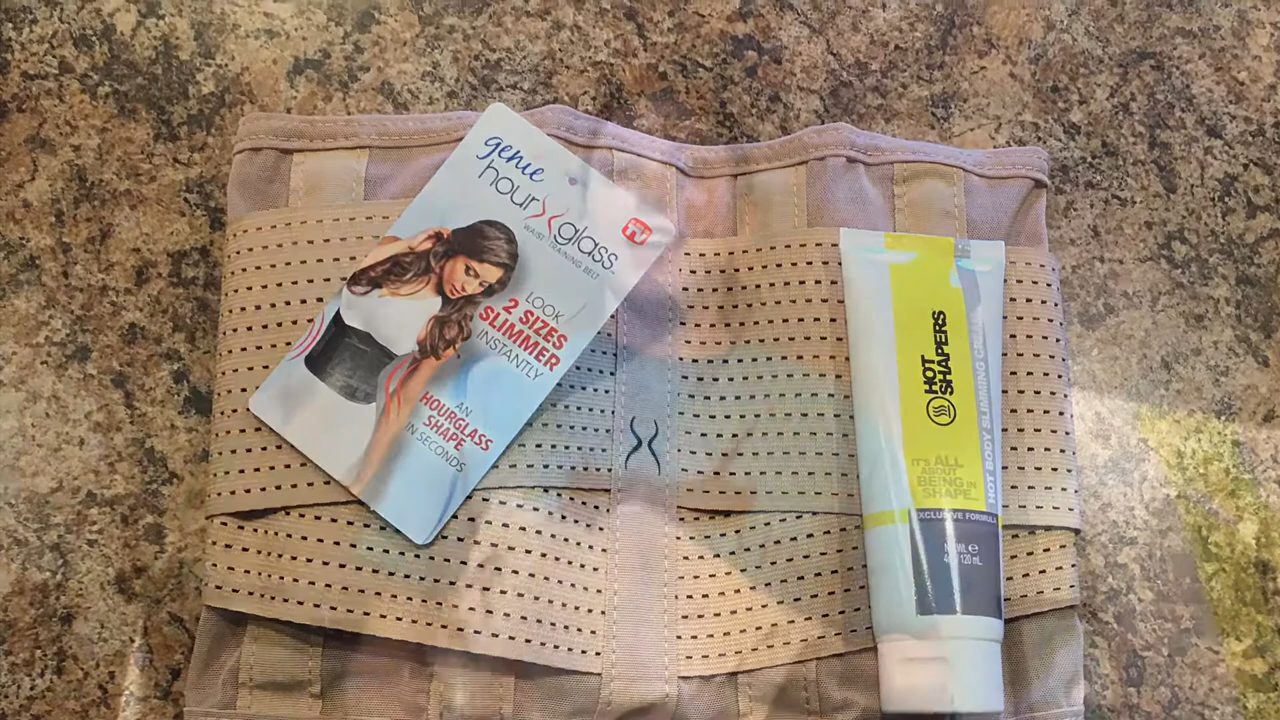 genie
hour glass™
WAIST TRAINING BELT
TV
LOOK
2 SIZES
SLIMMER
INSTANTLY
AN
HOURGLASS
SHAPE
IN SECONDS
HOT
SHAPERS
HOT BODY SLIMMING CREAM
IT'S ALL
ABOUT
BEING IN
SHAPE...
EXCLUSIVE FORMULA
120 mL